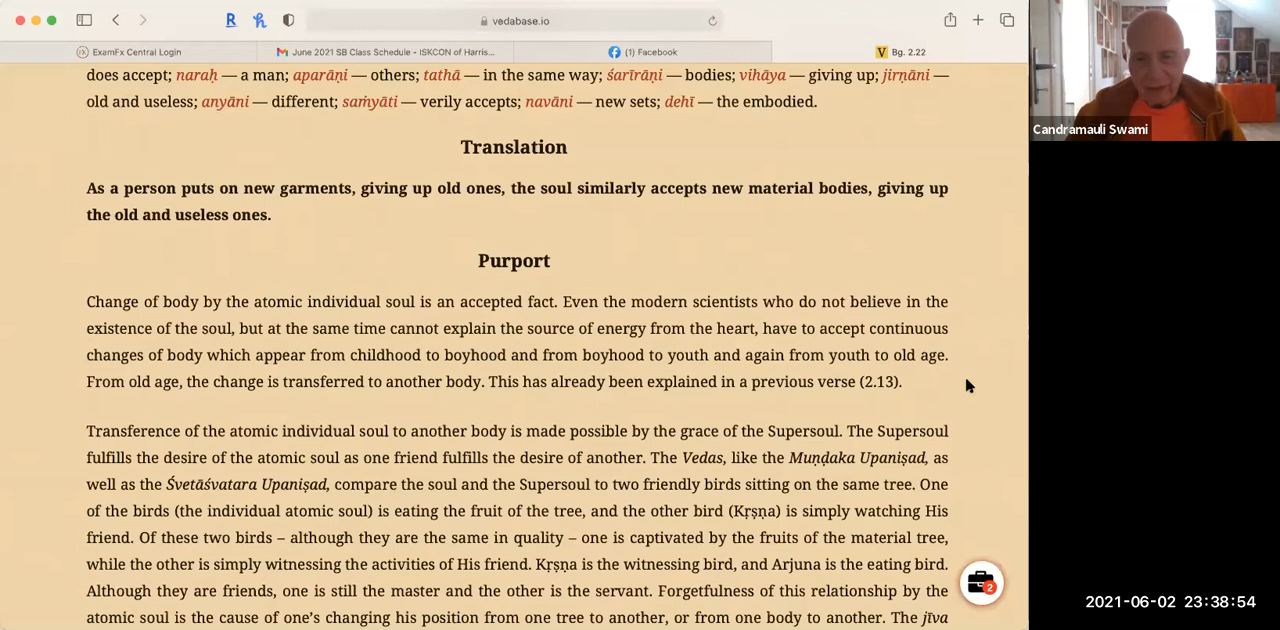 vedabase.io
ExamFx Central Login
June 2021 SB Class Schedule - ISKCON of Harris...
(1) Facebook
Bg. 2.22
does accept; naraḥ — a man; aparāṇi — others; tathā — in the same way; śarīrāṇi — bodies; vihāya — giving up; jīrṇāni —
old and useless; anyāni — different; saṁyāti — verily accepts; navāni — new sets; dehī — the embodied.
Translation
As a person puts on new garments, giving up old ones, the soul similarly accepts new material bodies, giving up
the old and useless ones.
Purport
Change of body by the atomic individual soul is an accepted fact. Even the modern scientists who do not believe in the
existence of the soul, but at the same time cannot explain the source of energy from the heart, have to accept continuous
changes of body which appear from childhood to boyhood and from boyhood to youth and again from youth to old age.
From old age, the change is transferred to another body. This has already been explained in a previous verse (2.13).
Transference of the atomic individual soul to another body is made possible by the grace of the Supersoul. The Supersoul
fulfills the desire of the atomic soul as one friend fulfills the desire of another. The Vedas, like the Muṇḍaka Upaniṣad, as
well as the Śvetāśvatara Upaniṣad, compare the soul and the Supersoul to two friendly birds sitting on the same tree. One
of the birds (the individual atomic soul) is eating the fruit of the tree, and the other bird (Kṛṣṇa) is simply watching His
friend. Of these two birds – although they are the same in quality – one is captivated by the fruits of the material tree,
while the other is simply witnessing the activities of His friend. Kṛṣṇa is the witnessing bird, and Arjuna is the eating bird.
Although they are friends, one is still the master and the other is the servant. Forgetfulness of this relationship by the
atomic soul is the cause of one's changing his position from one tree to another, or from one body to another. The jīva
2
Candramauli Swami
2021-06-02 23:38:54